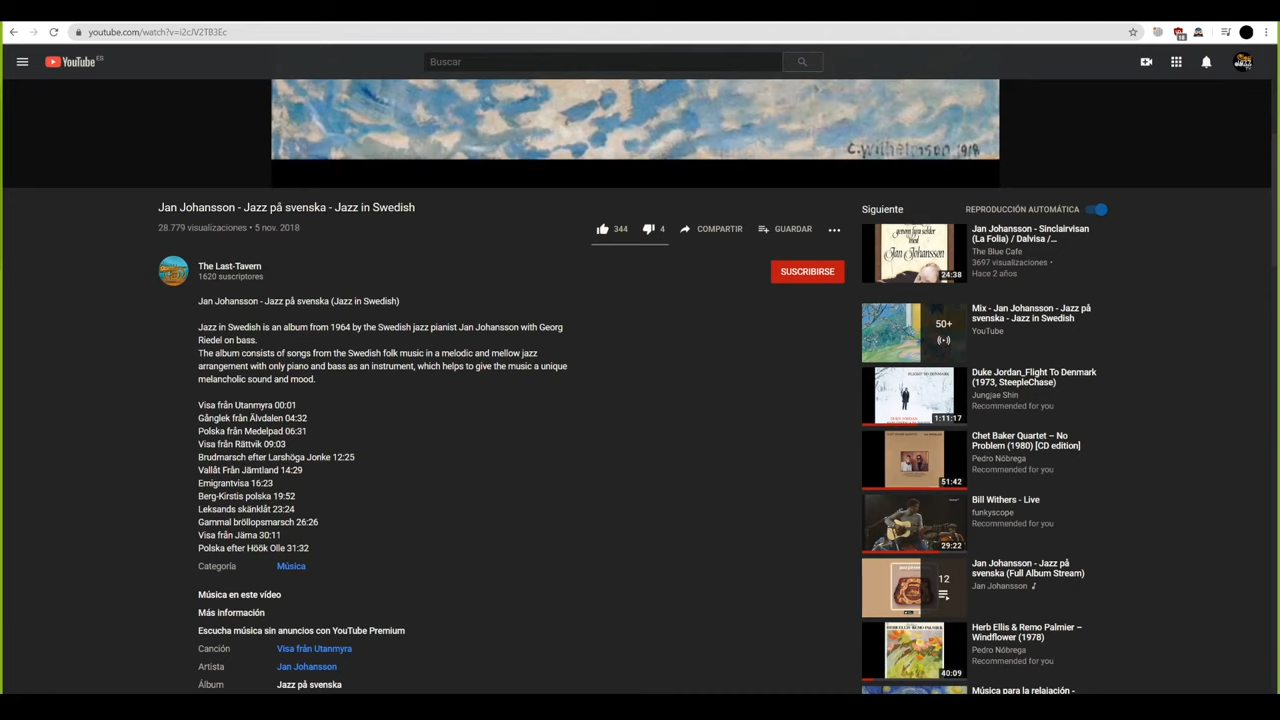 youtube.com/watch?v=i2cJV2TB3Ec
18
YouTube ES
Buscar
C.Wilhelmson 1918
Jan Johansson - Jazz på svenska - Jazz in Swedish
28.779 visualizaciones • 5 nov. 2018
344
4
COMPARTIR
GUARDAR
The Last-Tavern
1620 suscriptores
SUSCRIBIRSE
Jan Johansson - Jazz på svenska (Jazz in Swedish)
Jazz in Swedish is an album from 1964 by the Swedish jazz pianist Jan Johansson with Georg
Riedel on bass.
The album consists of songs from the Swedish folk music in a melodic and mellow jazz
arrangement with only piano and bass as an instrument, which helps to give the music a unique
melancholic sound and mood.
Visa från Utanmyra 00:01
Gånglek från Älvdalen 04:32
Polska från Medelpad 06:31
Visa från Rättvik 09:03
Brudmarsch efter Larshöga Jonke 12:25
Vallåt Från Jämtland 14:29
Emigrantvisa 16:23
Berg-Kirstis polska 19:52
Leksands skänklåt 23:24
Gammal bröllopsmarsch 26:26
Visa från Järna 30:11
Polska efter Höök Olle 31:32
Categoría Música
Música en este vídeo
Más información
Escucha música sin anuncios con YouTube Premium
Canción Visa från Utanmyra
Artista Jan Johansson
Álbum Jazz på svenska
Siguiente
REPRODUCCIÓN AUTOMÁTICA
genom fyra sekler
med
Jan Johansson
24:38
Jan Johansson - Sinclairvisan
(La Folia) / Dalvisa /…
The Blue Cafe
3697 visualizaciones •
Hace 2 años
50+
Mix - Jan Johansson - Jazz på
svenska - Jazz in Swedish
YouTube
FLIGHT TO DENMARK
1:11:17
Duke Jordan_Flight To Denmark
(1973, SteepleChase)
Jungjae Shin
Recommended for you
51:42
Chet Baker Quartet – No
Problem (1980) [CD edition]
Pedro Nóbrega
Recommended for you
29:22
Bill Withers - Live
funkyscope
Recommended for you
12
Jan Johansson - Jazz på
svenska (Full Album Stream)
Jan Johansson
HERB ELLIS & REMO PALMIER
40:09
Herb Ellis & Remo Palmier –
Windflower (1978)
Pedro Nóbrega
Recommended for you
Música para la relajación -